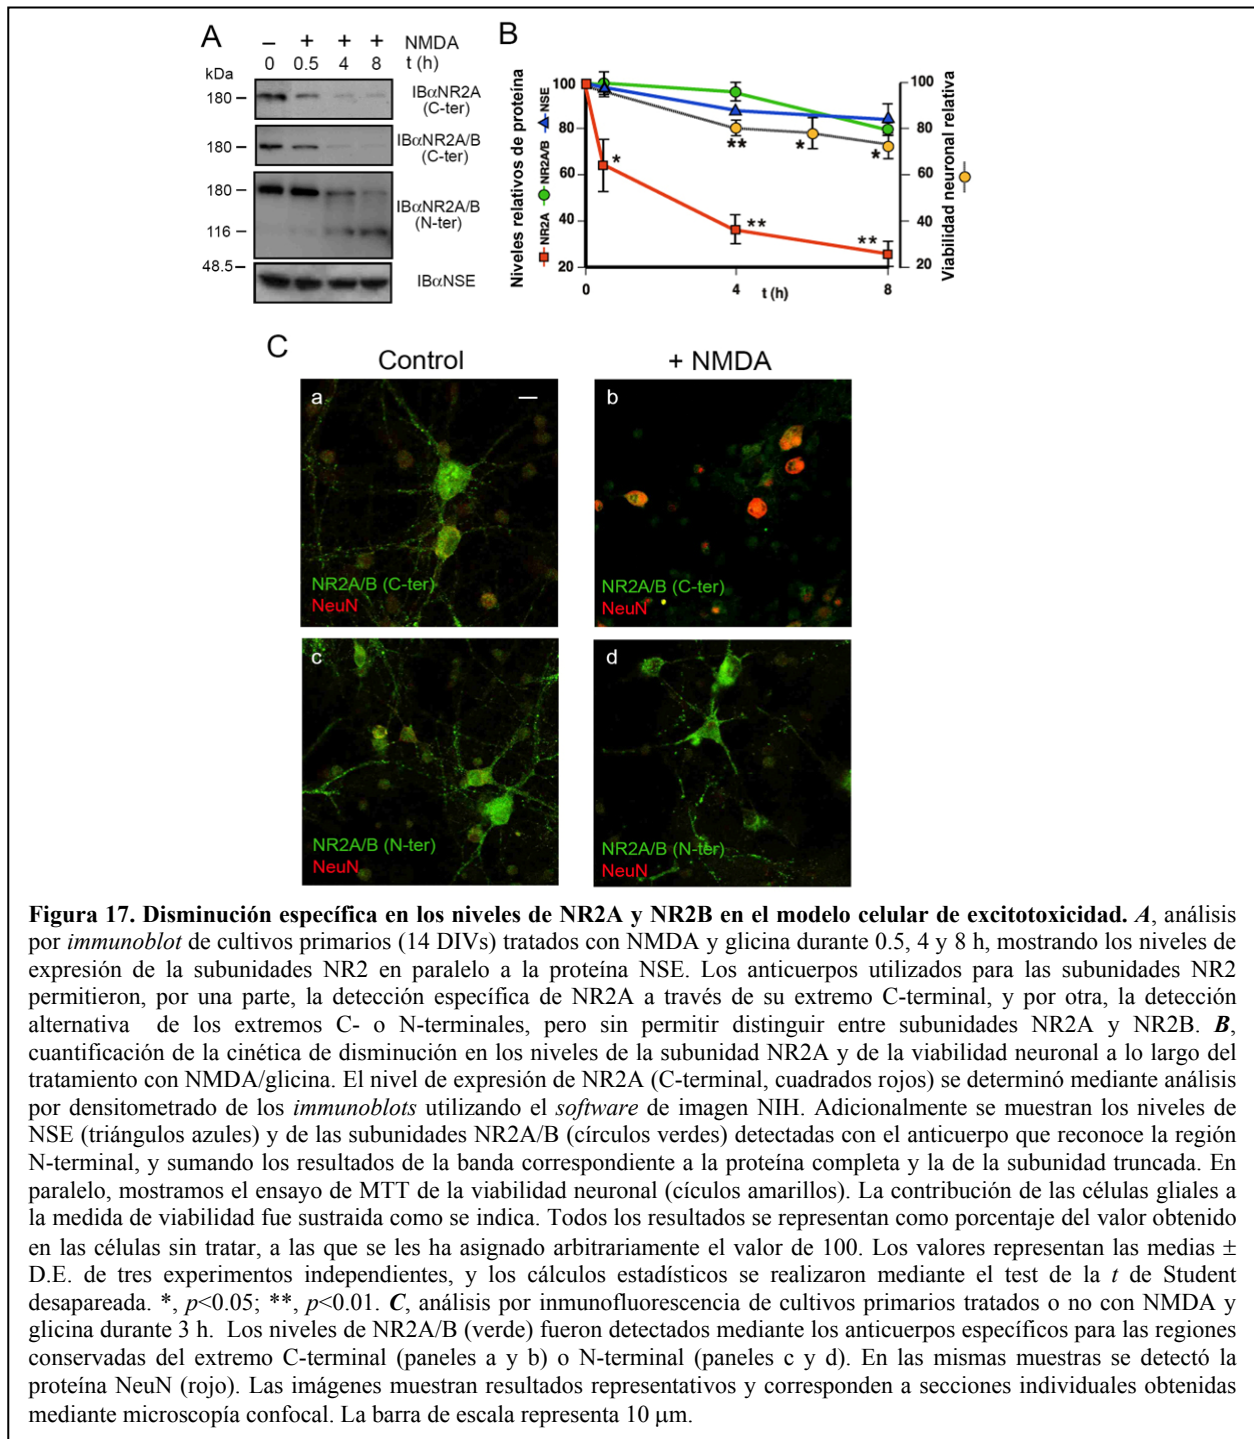 A
B
– + + + NMDA
0 0.5 4 8 t (h)
kDa
180 – IBαNR2A
(C-ter)
180 – IBαNR2A/B
(C-ter)
180 –
IBαNR2A/B
(N-ter)
116 –
48.5 –
IBαNSE
Niveles relativos de proteína
NR2A NR2A/B NSE
100
80
60
40
20
0 4 8
t (h)
100
80
60
40
20
Viabilidad neuronal relativa
*
**
**
**
*
*
C
Control + NMDA
a
NR2A/B (C-ter)
NeuN
b
NR2A/B (C-ter)
NeuN
c
NR2A/B (N-ter)
NeuN
d
NR2A/B (N-ter)
NeuN
Figura 17. Disminución específica en los niveles de NR2A y NR2B en el modelo celular de excitotoxicidad. A, análisis
por immunoblot de cultivos primarios (14 DIVs) tratados con NMDA y glicina durante 0.5, 4 y 8 h, mostrando los niveles de
expresión de la subunidades NR2 en paralelo a la proteína NSE. Los anticuerpos utilizados para las subunidades NR2
permitieron, por una parte, la detección específica de NR2A a través de su extremo C-terminal, y por otra, la detección
alternativa de los extremos C- o N-terminales, pero sin permitir distinguir entre subunidades NR2A y NR2B. B,
cuantificación de la cinética de disminución en los niveles de la subunidad NR2A y de la viabilidad neuronal a lo largo del
tratamiento con NMDA/glicina. El nivel de expresión de NR2A (C-terminal, cuadrados rojos) se determinó mediante análisis
por densitometrado de los immunoblots utilizando el software de imagen NIH. Adicionalmente se muestran los niveles de
NSE (triángulos azules) y de las subunidades NR2A/B (círculos verdes) detectadas con el anticuerpo que reconoce la región
N-terminal, y sumando los resultados de la banda correspondiente a la proteína completa y la de la subunidad truncada. En
paralelo, mostramos el ensayo de MTT de la viabilidad neuronal (cículos amarillos). La contribución de las células gliales a
la medida de viabilidad fue sustraida como se indica. Todos los resultados se representan como porcentaje del valor obtenido
en las células sin tratar, a las que se les ha asignado arbitrariamente el valor de 100. Los valores representan las medias ±
D.E. de tres experimentos independientes, y los cálculos estadísticos se realizaron mediante el test de la t de Student
desapareada. *, p<0.05; **, p<0.01. C, análisis por inmunofluorescencia de cultivos primarios tratados o no con NMDA y
glicina durante 3 h. Los niveles de NR2A/B (verde) fueron detectados mediante los anticuerpos específicos para las regiones
conservadas del extremo C-terminal (paneles a y b) o N-terminal (paneles c y d). En las mismas muestras se detectó la
proteína NeuN (rojo). Las imágenes muestran resultados representativos y corresponden a secciones individuales obtenidas
mediante microscopía confocal. La barra de escala representa 10 μm.